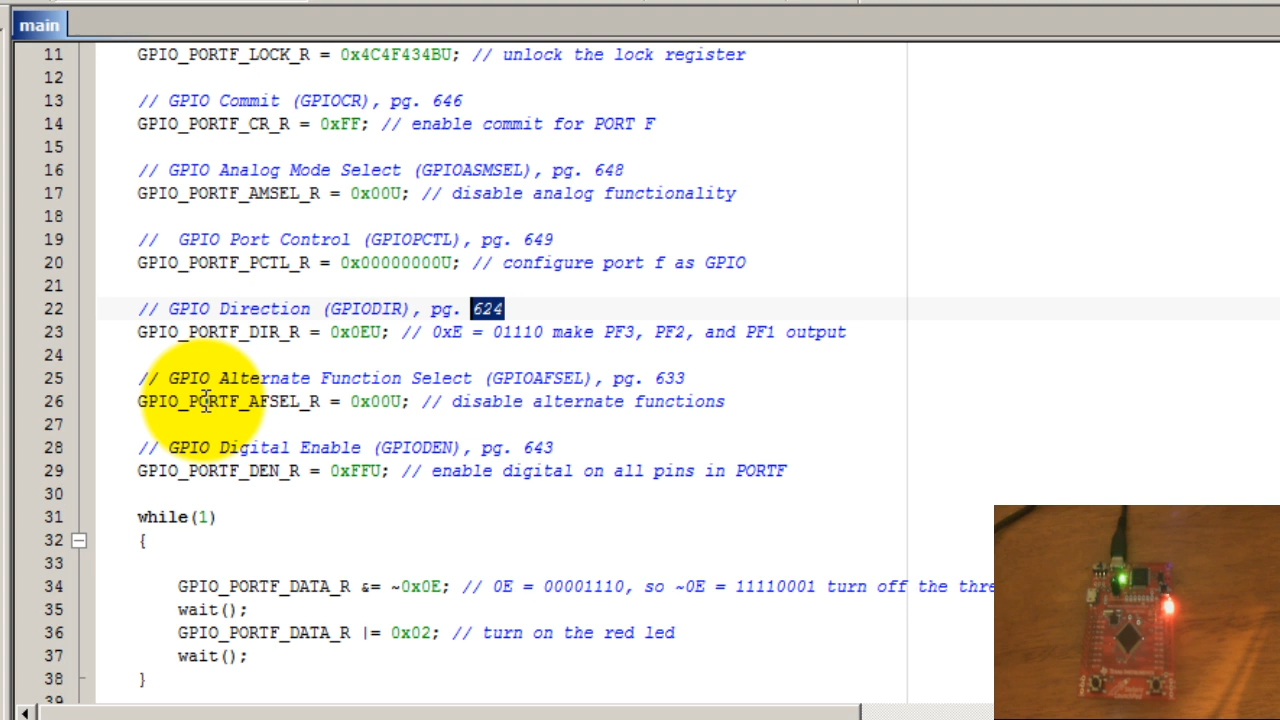 main
11 GPIO_PORTF_LOCK_R = 0x4C4F434BU; // unlock the lock register
12
13 // GPIO Commit (GPIOCR), pg. 646
14 GPIO_PORTF_CR_R = 0xFF; // enable commit for PORT F
15
16 // GPIO Analog Mode Select (GPIOASMSEL), pg. 648
17 GPIO_PORTF_AMSEL_R = 0x00U; // disable analog functionality
18
19 //  GPIO Port Control (GPIOPCTL), pg. 649
20 GPIO_PORTF_PCTL_R = 0x00000000U; // configure port f as GPIO
21
22 // GPIO Direction (GPIODIR), pg. 624
23 GPIO_PORTF_DIR_R = 0x0EU; // 0xE = 01110 make PF3, PF2, and PF1 output
24
25 // GPIO Alternate Function Select (GPIOAFSEL), pg. 633
26 GPIO_PORTF_AFSEL_R = 0x00U; // disable alternate functions
27
28 // GPIO Digital Enable (GPIODEN), pg. 643
29 GPIO_PORTF_DEN_R = 0xFFU; // enable digital on all pins in PORTF
30
31 while(1)
32 {
33
34 GPIO_PORTF_DATA_R &= ~0x0E; // 0E = 00001110, so ~0E = 11110001 turn off the thre
35 wait();
36 GPIO_PORTF_DATA_R |= 0x02; // turn on the red led
37 wait();
38 }
39